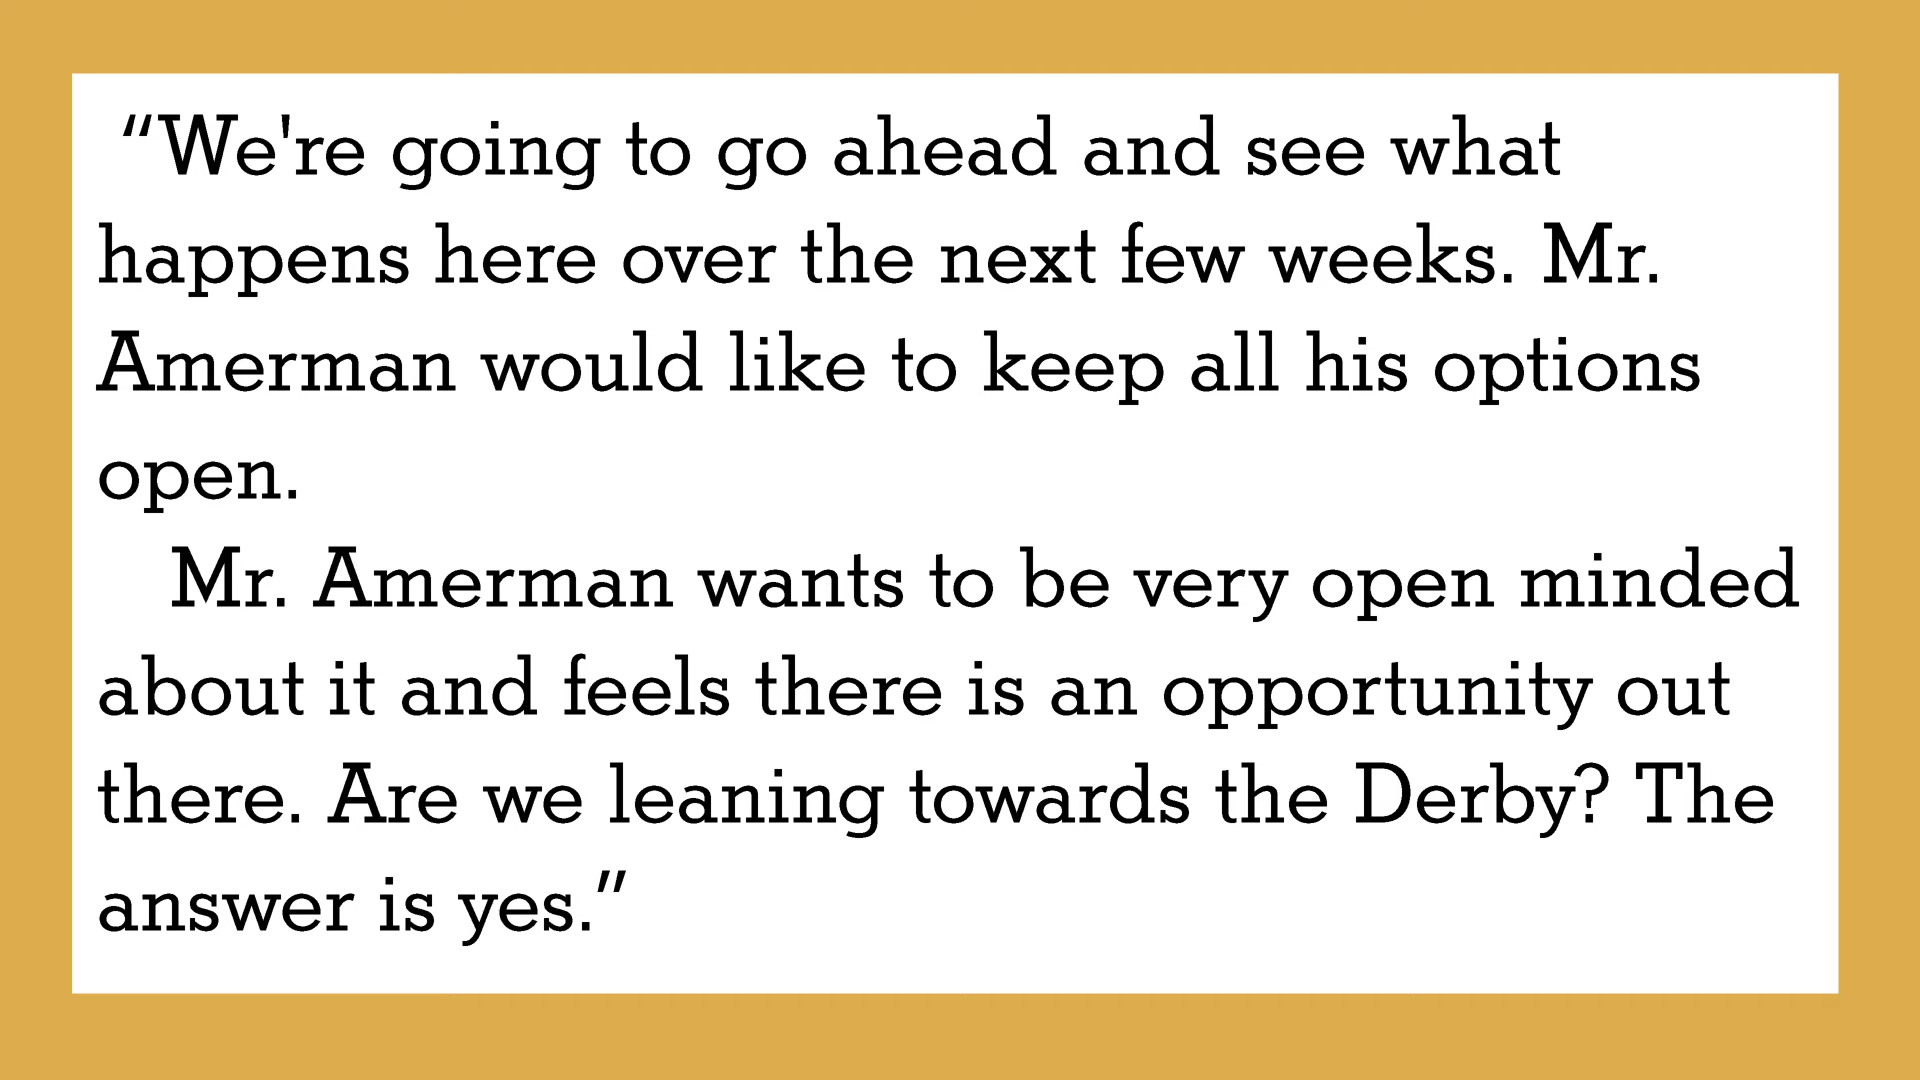 “We're going to go ahead and see what
happens here over the next few weeks. Mr.
Amerman would like to keep all his options
open.
Mr. Amerman wants to be very open minded
about it and feels there is an opportunity out
there. Are we leaning towards the Derby? The
answer is yes.”